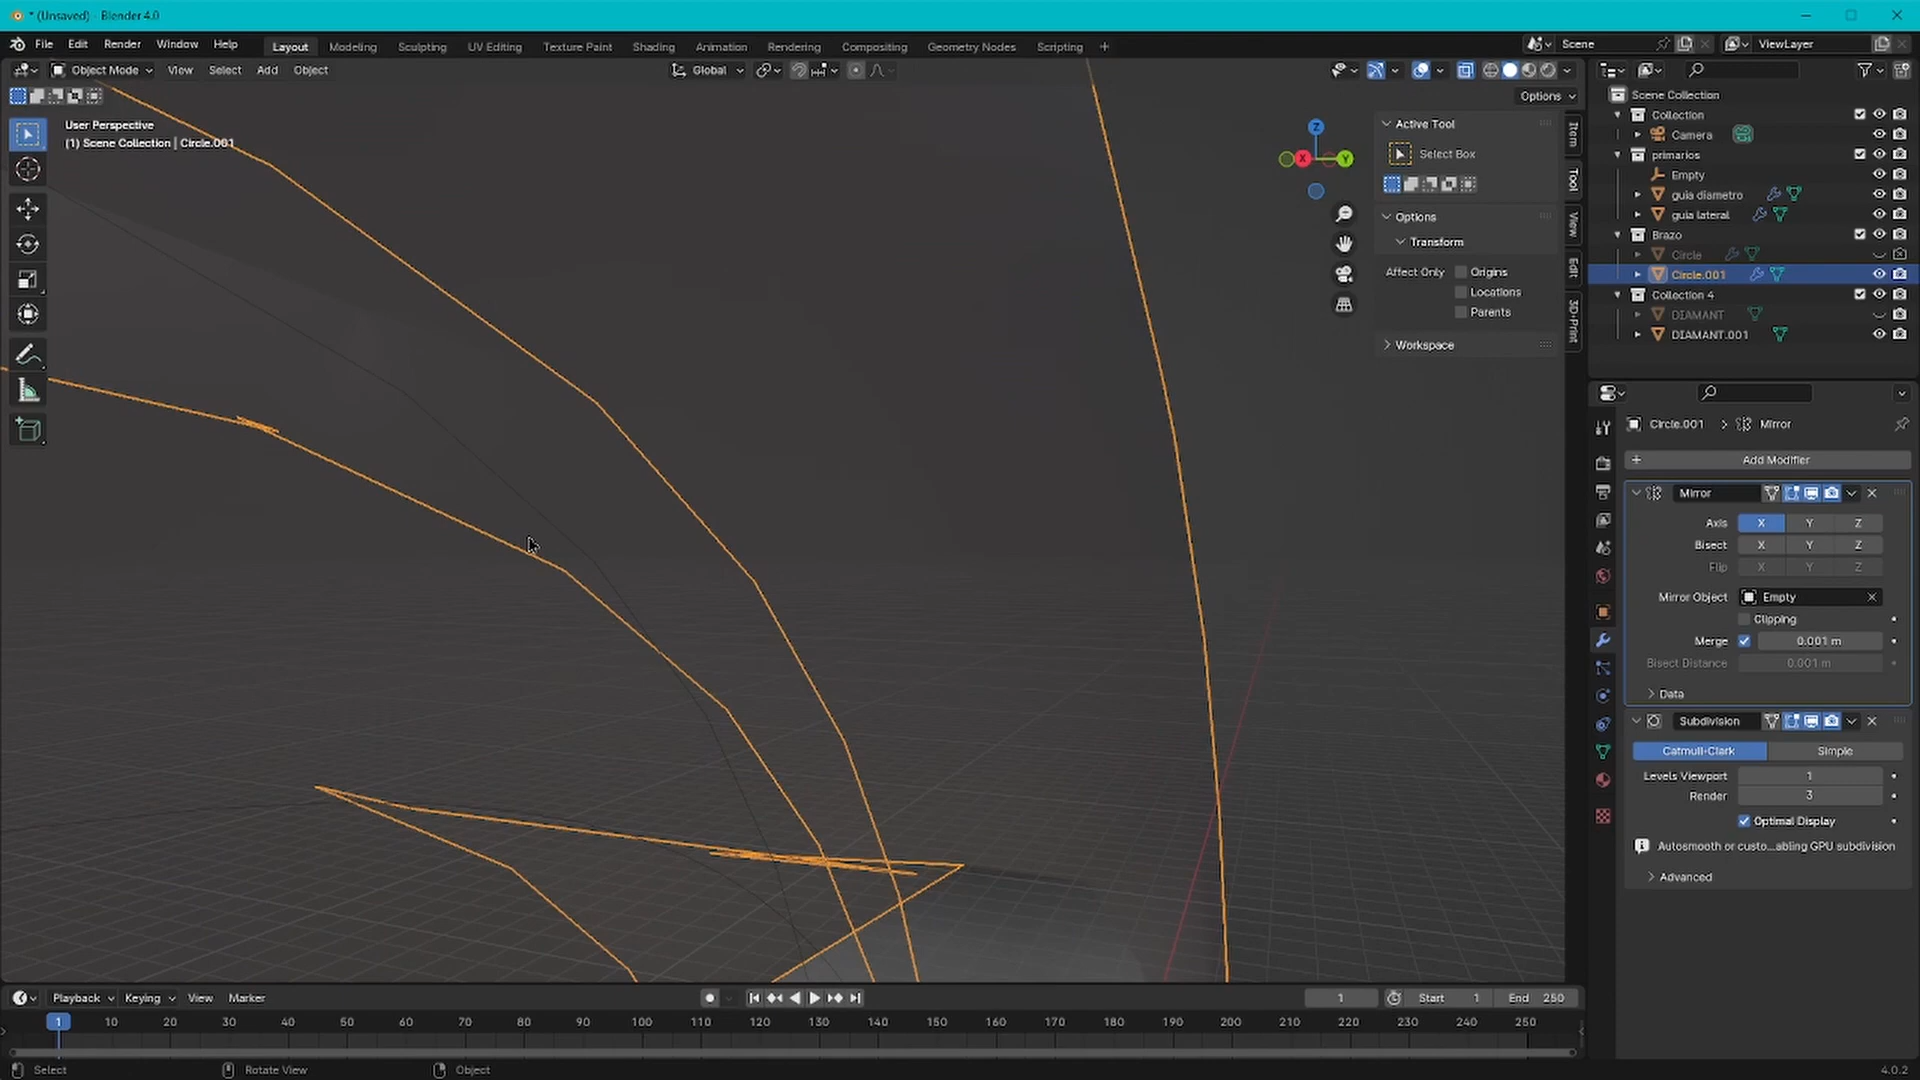 * (Unsaved) - Blender 4.0
File Edit Render Window Help
Layout Modeling Sculpting UV Editing Texture Paint Shading Animation Rendering Compositing Geometry Nodes Scripting +
Scene
ViewLayer
Object Mode View Select Add Object
Global
Options
User Perspective
(1) Scene Collection | Circle.001
Z
X
Y
Active Tool
Select Box
Options
Transform
Affect Only Origins
Locations
Parents
Workspace
Item
Tool
View
Edit
3D-Print
Scene Collection
Collection
Camera
primarios
Empty
guia diametro
guia lateral
Brazo
Circle
Circle.001
Collection 4
DIAMANT
DIAMANT.001
Circle.001 > Mirror
+ Add Modifier
Mirror
Axis X Y Z
Bisect X Y Z
Flip X Y Z
Mirror Object Empty
Clipping
Merge 0.001 m
Bisect Distance 0.001 m
Data
Subdivision
Catmull-Clark Simple
Levels Viewport 1
Render 3
Optimal Display
Autosmooth or custo...abling GPU subdivision
Advanced
Playback Keying View Marker
1 Start 1 End 250
1 10 20 30 40 50 60 70 80 90 100 110 120 130 140 150 160 170 180 190 200 210 220 230 240 250
Select Rotate View Object
4.0.2